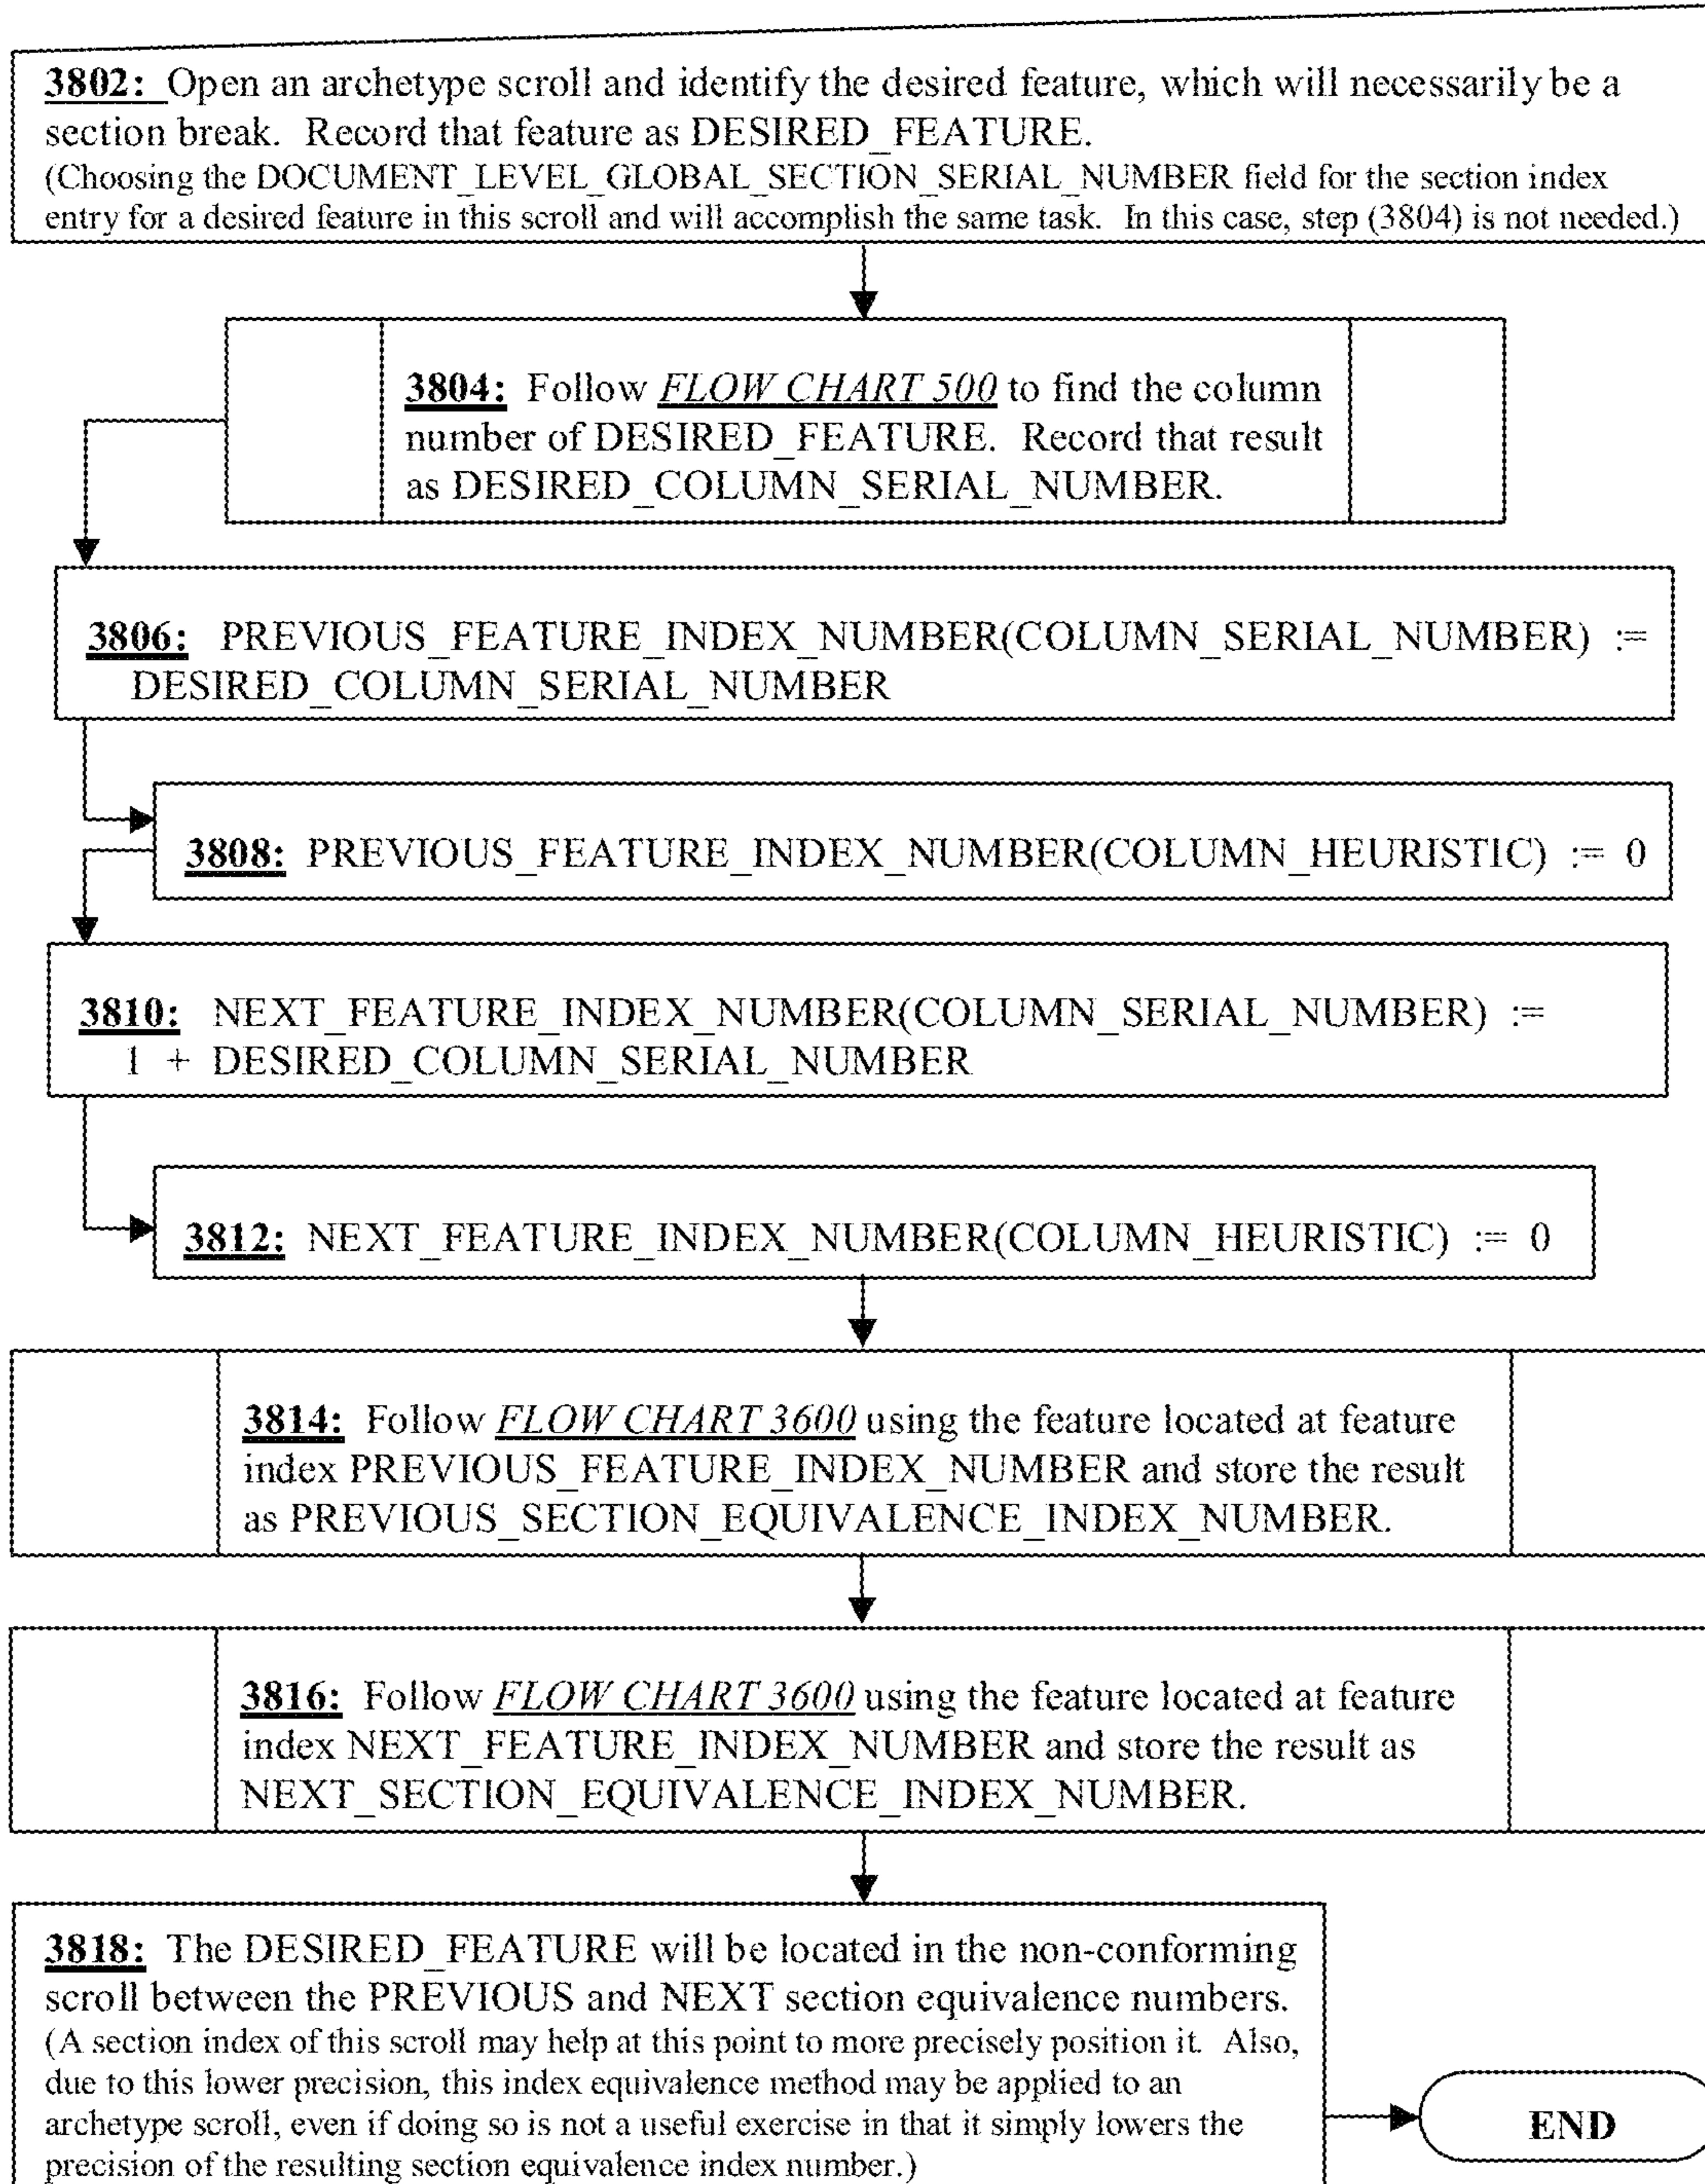 3802: Open an archetype scroll and identify the desired feature, which will necessarily be a
section break. Record that feature as DESIRED_FEATURE.
(Choosing the DOCUMENT_LEVEL_GLOBAL_SECTION_SERIAL_NUMBER field for the section index
entry for a desired feature in this scroll and will accomplish the same task. In this case, step (3804) is not needed.)
3804: Follow FLOW CHART 500 to find the column
number of DESIRED_FEATURE. Record that result
as DESIRED_COLUMN_SERIAL_NUMBER.
3806: PREVIOUS_FEATURE_INDEX_NUMBER(COLUMN_SERIAL_NUMBER) :=
DESIRED_COLUMN_SERIAL_NUMBER
3808: PREVIOUS_FEATURE_INDEX_NUMBER(COLUMN_HEURISTIC) := 0
3810: NEXT_FEATURE_INDEX_NUMBER(COLUMN_SERIAL_NUMBER) :=
1 + DESIRED_COLUMN_SERIAL_NUMBER
3812: NEXT_FEATURE_INDEX_NUMBER(COLUMN_HEURISTIC) := 0
3814: Follow FLOW CHART 3600 using the feature located at feature
index PREVIOUS_FEATURE_INDEX_NUMBER and store the result
as PREVIOUS_SECTION_EQUIVALENCE_INDEX_NUMBER.
3816: Follow FLOW CHART 3600 using the feature located at feature
index NEXT_FEATURE_INDEX_NUMBER and store the result as
NEXT_SECTION_EQUIVALENCE_INDEX_NUMBER.
3818: The DESIRED_FEATURE will be located in the non-conforming
scroll between the PREVIOUS and NEXT section equivalence numbers.
(A section index of this scroll may help at this point to more precisely position it. Also,
due to this lower precision, this index equivalence method may be applied to an
archetype scroll, even if doing so is not a useful exercise in that it simply lowers the
precision of the resulting section equivalence index number.)
END